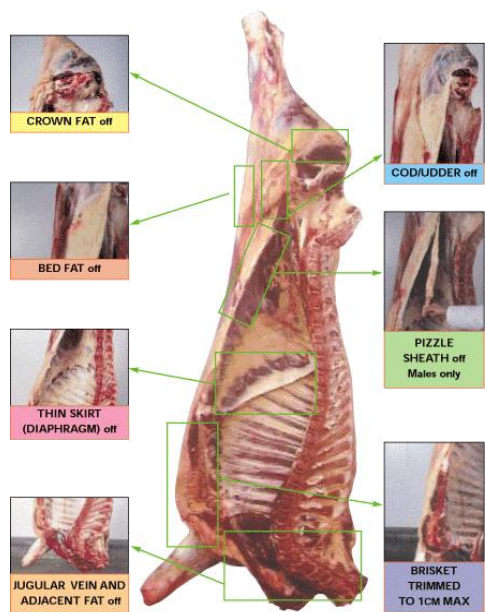 CROWN FAT off
COD/UDDER off
BED FAT off
PIZZLE
SHEATH off
Males only
THIN SKIRT
(DIAPHRAGM) off
JUGULAR VEIN AND
ADJACENT FAT off
BRISKET
TRIMMED
TO 1CM MAX